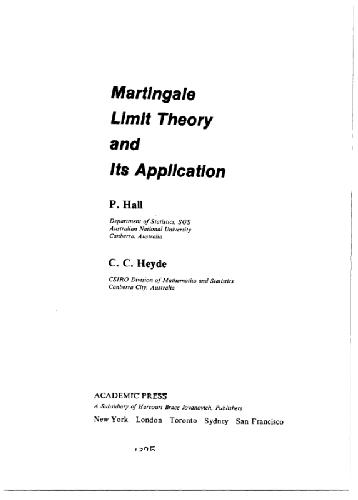 Martingale
Limit Theory
and
Its Application
P. Hall
Department of Statistics, SGS
Australian National University
Canberra, Australia
C. C. Heyde
CSIRO Division of Mathematics and Statistics
Canberra City, Australia
ACADEMIC PRESS
A Subsidiary of Harcourt Brace Jovanovich, Publishers
New York London Toronto Sydney San Francisco